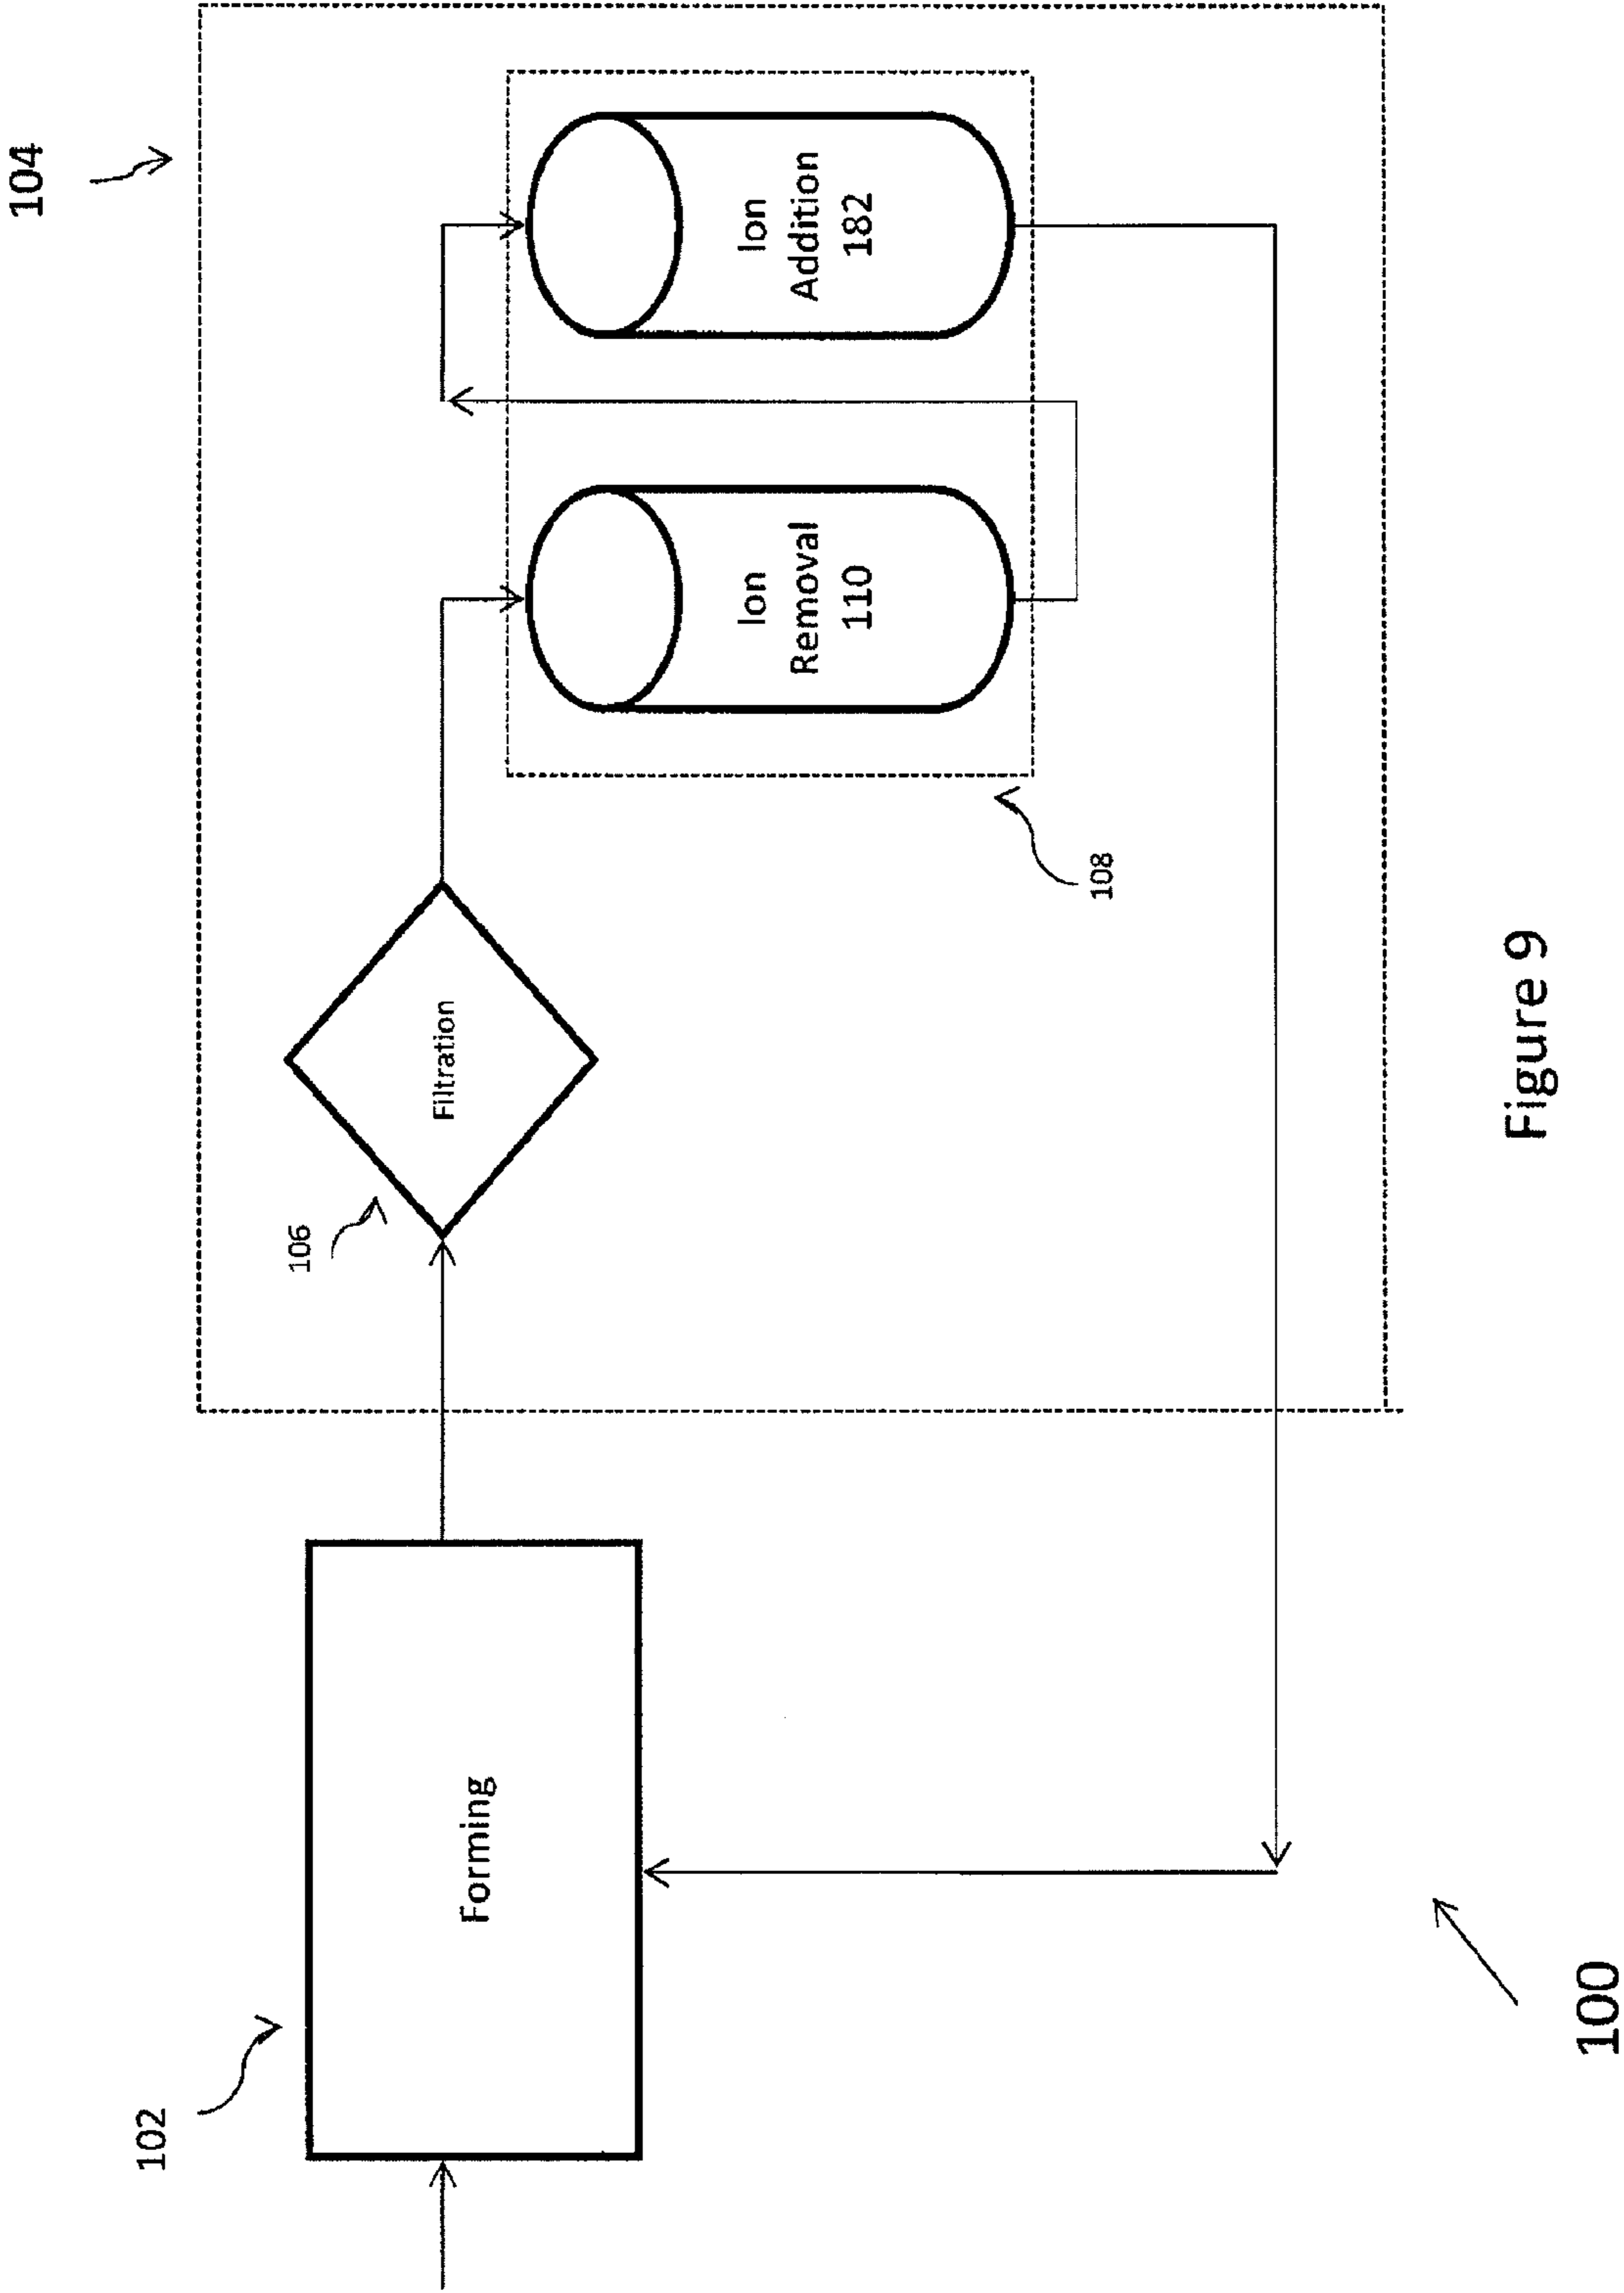 104
102
Forming
106
Filtration
Ion
Removal
110
Ion
Addition
182
108
100
Figure 9